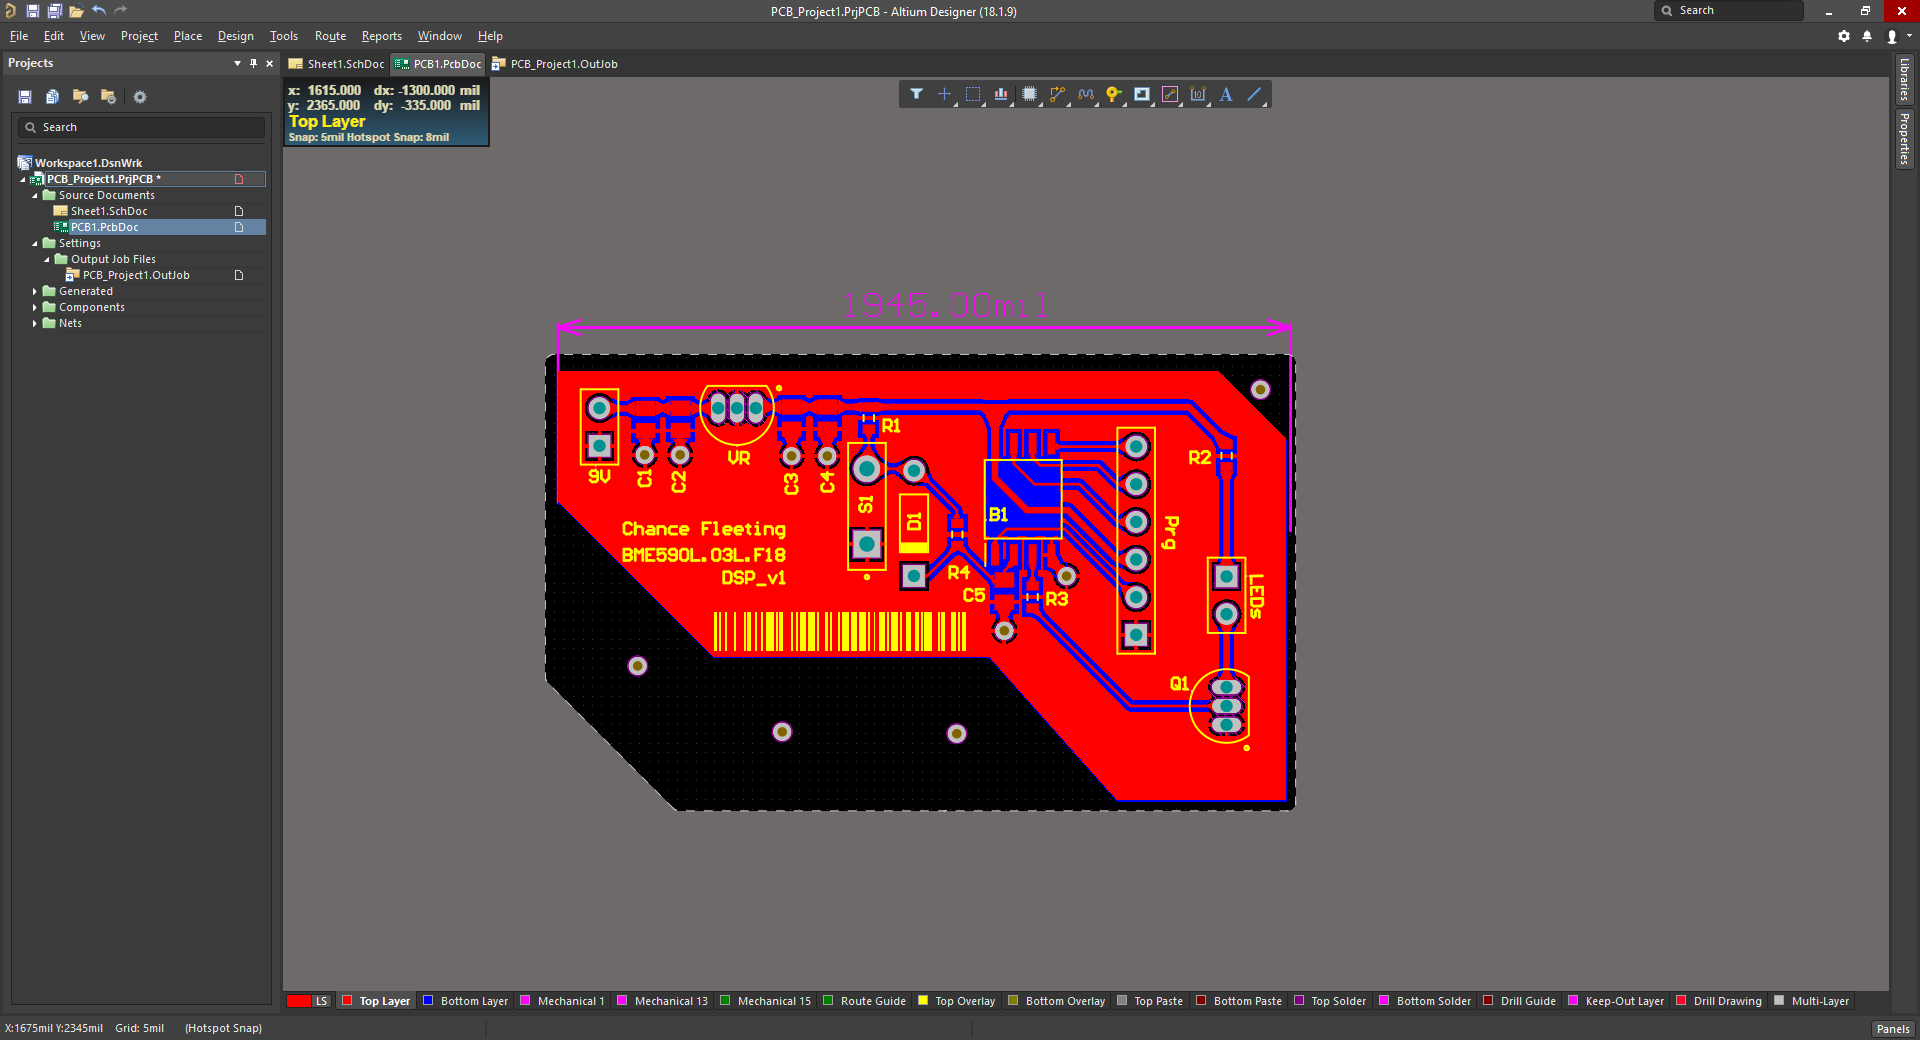 PCB_Project1.PrjPCB - Altium Designer (18.1.9)
Search
File Edit View Project Place Design Tools Route Reports Window Help
Projects
Sheet1.SchDoc PCB1.PcbDoc PCB_Project1.OutJob
Libraries
Properties
x: 1615.000 dx: -1300.000 mil
y: 2365.000 dy: -335.000 mil
Top Layer
Snap: 5mil Hotspot Snap: 8mil
Search
Workspace1.DsnWrk
PCB_Project1.PrjPCB *
Source Documents
Sheet1.SchDoc
PCB1.PcbDoc
Settings
Output Job Files
PCB_Project1.OutJob
Generated
Components
Nets
1945.00mil
9V
C1
C2
VR
C3
C4
R1
S1
D1
B1
R4
C5
R3
Prg
R2
LEDs
Q1
Chance Fleeting
BME590L.03L.F18
DSP_v1
LS Top Layer Bottom Layer Mechanical 1 Mechanical 13 Mechanical 15 Route Guide Top Overlay Bottom Overlay Top Paste Bottom Paste Top Solder Bottom Solder Drill Guide Keep-Out Layer Drill Drawing Multi-Layer
X:1675mil Y:2345mil Grid: 5mil (Hotspot Snap)
Panels